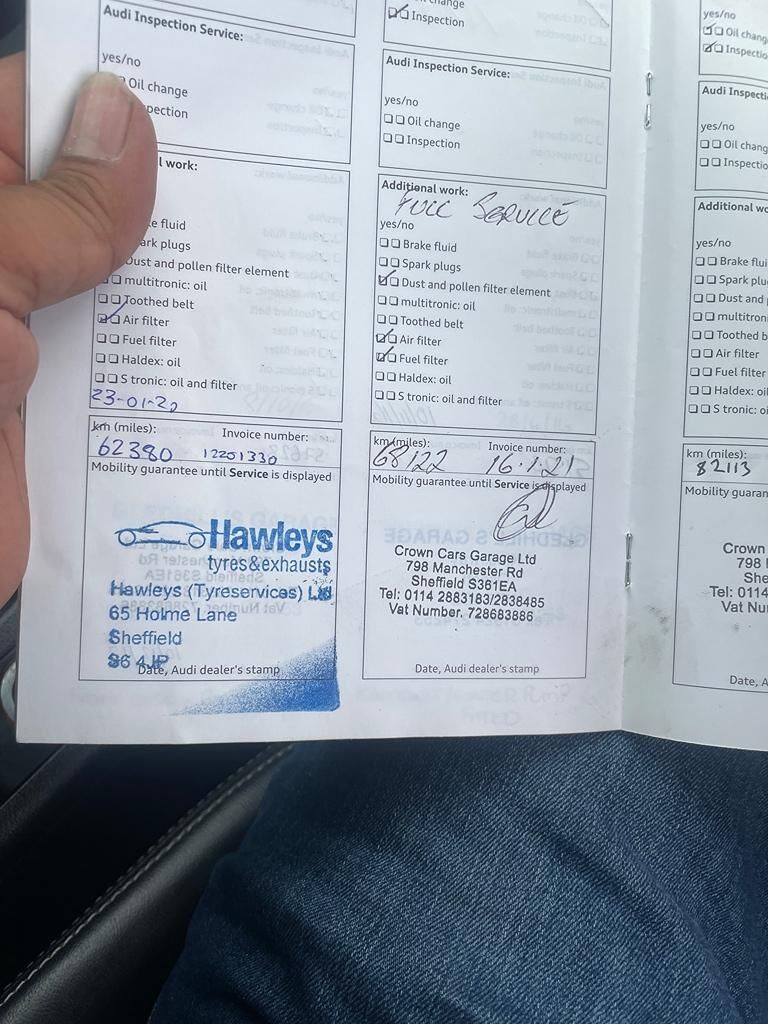 Audi Inspection Service:
yes/no
Oil change
pection
l work:
e fluid
ark plugs
Dust and pollen filter element
multitronic: oil
Toothed belt
Air filter
Fuel filter
Haldex: oil
S tronic: oil and filter
23-01-20
km (miles): Invoice number:
62380 12201330
Mobility guarantee until Service is displayed
Hawleys
tyres&exhausts
Hawleys (Tyreservices) Ltd
65 Holme Lane
Sheffield
S6 4JP
Date, Audi dealer's stamp
hange
Inspection
Audi Inspection Service:
yes/no
Oil change
Inspection
Additional work:
FULL SERVICE
yes/no
Brake fluid
Spark plugs
Dust and pollen filter element
multitronic: oil
Toothed belt
Air filter
Fuel filter
Haldex: oil
S tronic: oil and filter
km (miles): Invoice number:
68122 16.1.21
Mobility guarantee until Service is displayed
Crown Cars Garage Ltd
798 Manchester Rd
Sheffield S361EA
Tel: 0114 2883183/2838485
Vat Number. 728683886
Date, Audi dealer's stamp
yes/no
Oil chang
Inspectio
Audi Inspecti
yes/no
Oil chang
Inspectio
Additional wo
yes/no
Brake flui
Spark plu
Dust and
multitron
Toothed b
Air filter
Fuel filter
Haldex: oi
S tronic: oi
km (miles):
82113
Mobility guaran
Crown
798
She
Tel: 0114
Vat Nu
Date, A